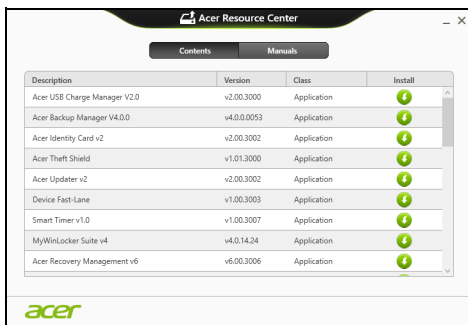 Acer Resource Center
Contents Manuals
Description Version Class Install
Acer USB Charge Manager V2.0 v2.00.3000 Application
Acer Backup Manager V4.0.0 v4.0.0.0053 Application
Acer Identity Card v2 v2.00.3002 Application
Acer Theft Shield v1.01.3000 Application
Acer Updater v2 v2.00.3002 Application
Device Fast-Lane v1.00.3003 Application
Smart Timer v1.0 v1.00.3007 Application
MyWinLocker Suite v4 v4.0.14.24 Application
Acer Recovery Management v6 v6.00.3006 Application
acer